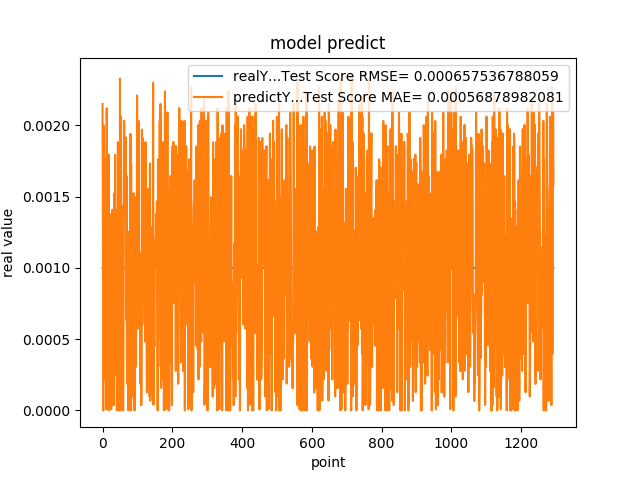 model predict
realY...Test Score RMSE= 0.000657536788059
predictY...Test Score MAE= 0.00056878982081
0.0020
0.0015
0.0010
0.0005
0.0000
real value
0 200 400 600 800 1000 1200
point